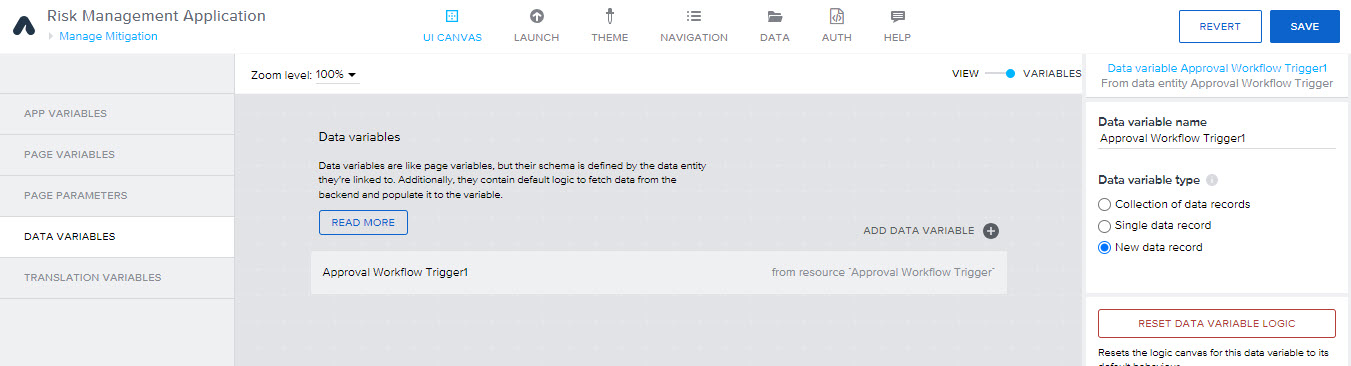 Risk Management Application
Manage Mitigation
UI CANVAS
LAUNCH
THEME
NAVIGATION
DATA
AUTH
HELP
REVERT
SAVE
Zoom level: 100%
VIEW
VARIABLES
APP VARIABLES
PAGE VARIABLES
PAGE PARAMETERS
DATA VARIABLES
TRANSLATION VARIABLES
Data variables
Data variables are like page variables, but their schema is defined by the data entity
they're linked to. Additionally, they contain default logic to fetch data from the
backend and populate it to the variable.
READ MORE
ADD DATA VARIABLE
Approval Workflow Trigger1
from resource "Approval Workflow Trigger"
Data variable Approval Workflow Trigger1
From data entity Approval Workflow Trigger
Data variable name
Approval Workflow Trigger1
Data variable type
Collection of data records
Single data record
New data record
RESET DATA VARIABLE LOGIC
Resets the logic canvas for this data variable to its